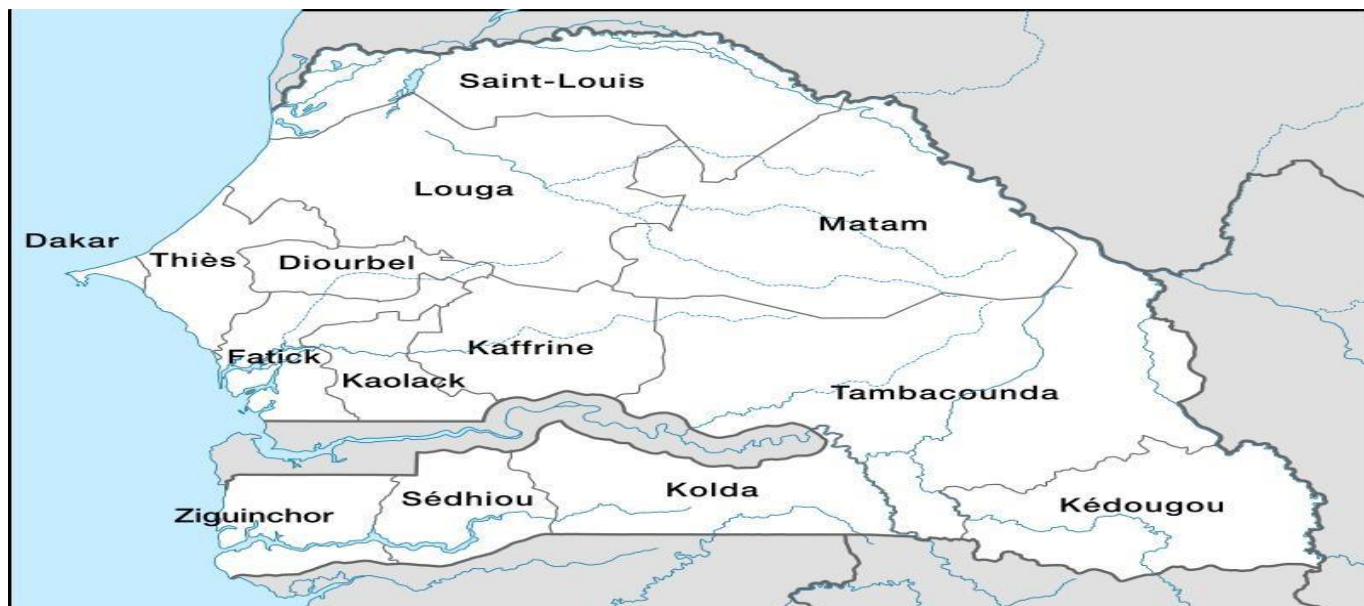 Saint-Louis
Louga
Matam
Dakar
Thiès
Diourbel
Fatick
Kaffrine
Kaolack
Tambacounda
Kolda
Sédhiou
Kédougou
Ziguinchor